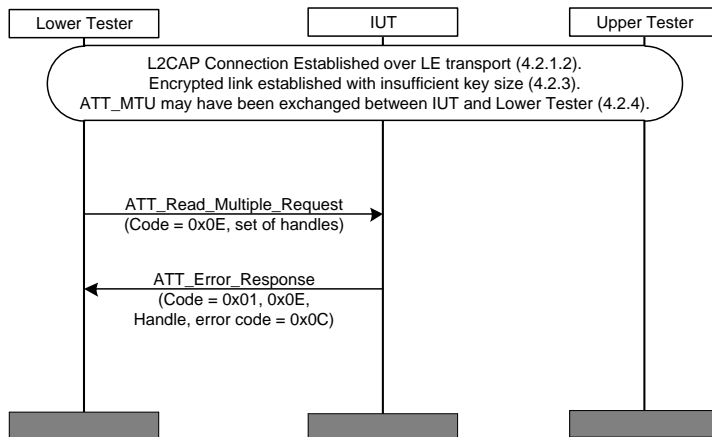 Lower Tester
IUT
Upper Tester
L2CAP Connection Established over LE transport (4.2.1.2).
Encrypted link established with insufficient key size (4.2.3).
ATT_MTU may have been exchanged between IUT and Lower Tester (4.2.4).
ATT_Read_Multiple_Request
(Code = 0x0E, set of handles)
ATT_Error_Response
(Code = 0x01, 0x0E,
Handle, error code = 0x0C)